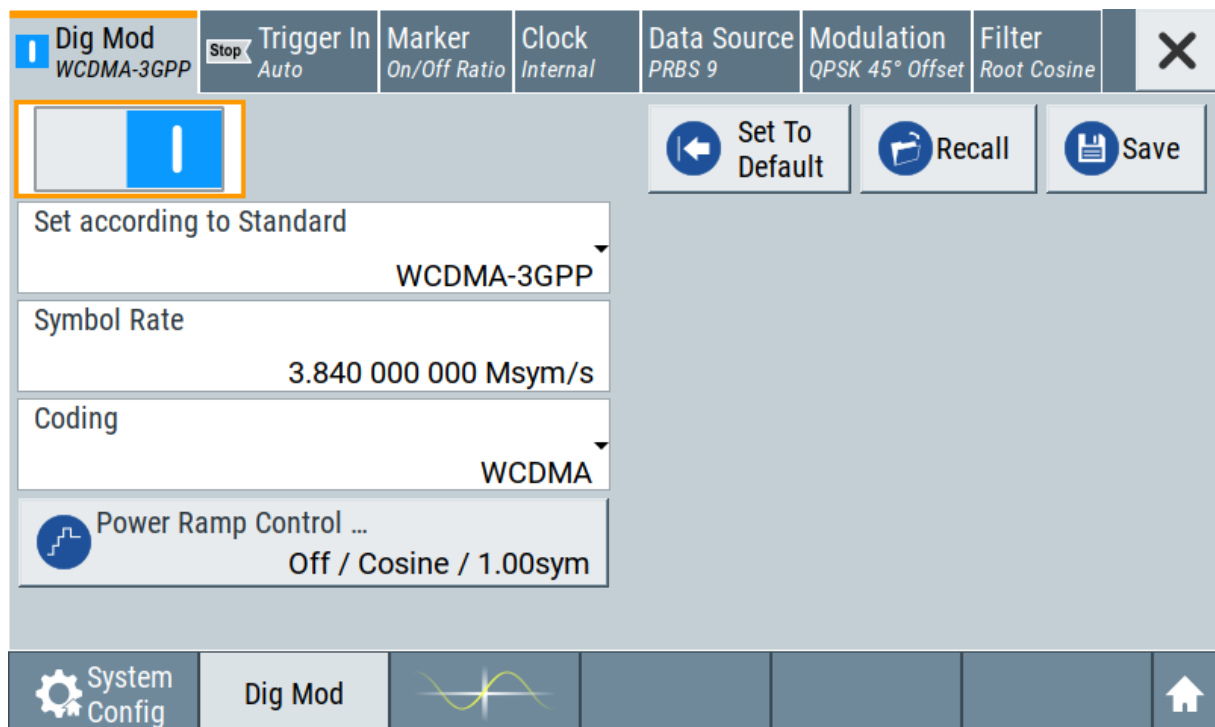 Dig Mod
WCDMA-3GPP
Stop
Trigger In
Auto
Marker
On/Off Ratio
Clock
Internal
Data Source
PRBS 9
Modulation
QPSK 45° Offset
Filter
Root Cosine
Set To
Default
Recall
Save
Set according to Standard
WCDMA-3GPP
Symbol Rate
3.840 000 000 Msym/s
Coding
WCDMA
Power Ramp Control ...
Off / Cosine / 1.00sym
System
Config
Dig Mod